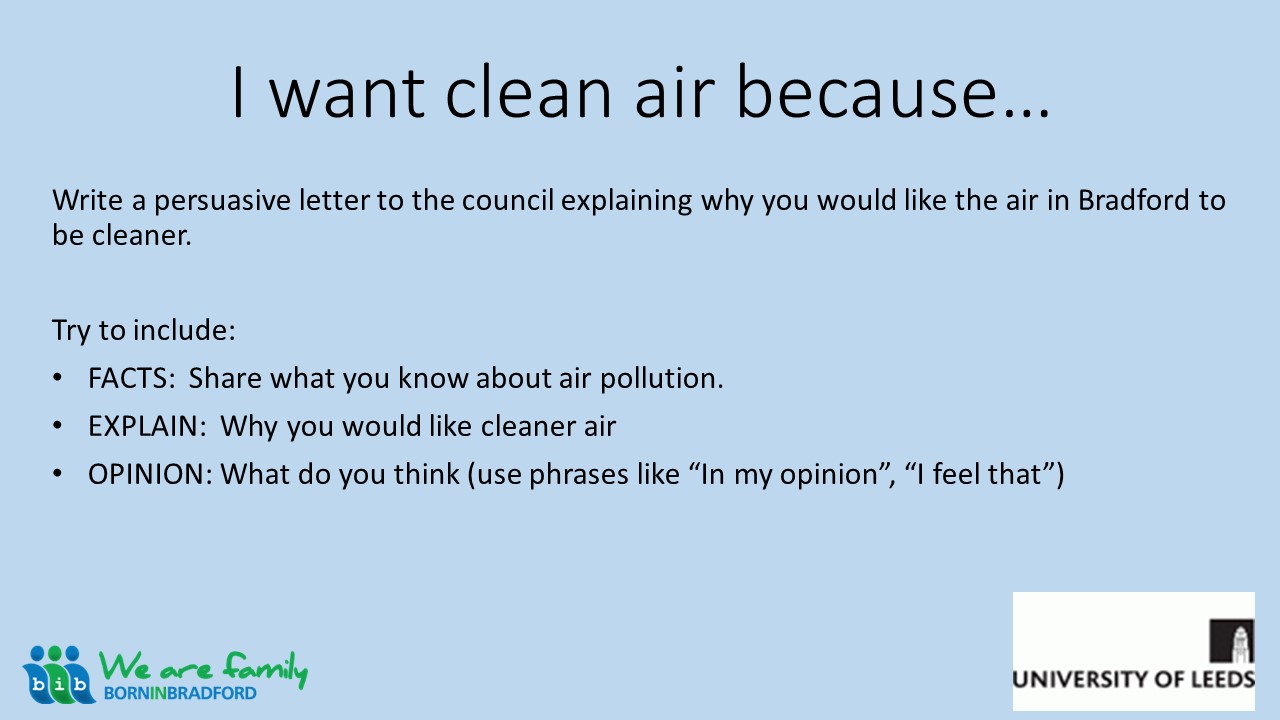 I want clean air because…
Write a persuasive letter to the council explaining why you would like the air in Bradford to
be cleaner.
Try to include:
• FACTS: Share what you know about air pollution.
• EXPLAIN: Why you would like cleaner air
• OPINION: What do you think (use phrases like “In my opinion”, “I feel that”)
bib We are family
BORNINBRADFORD
UNIVERSITY OF LEEDS